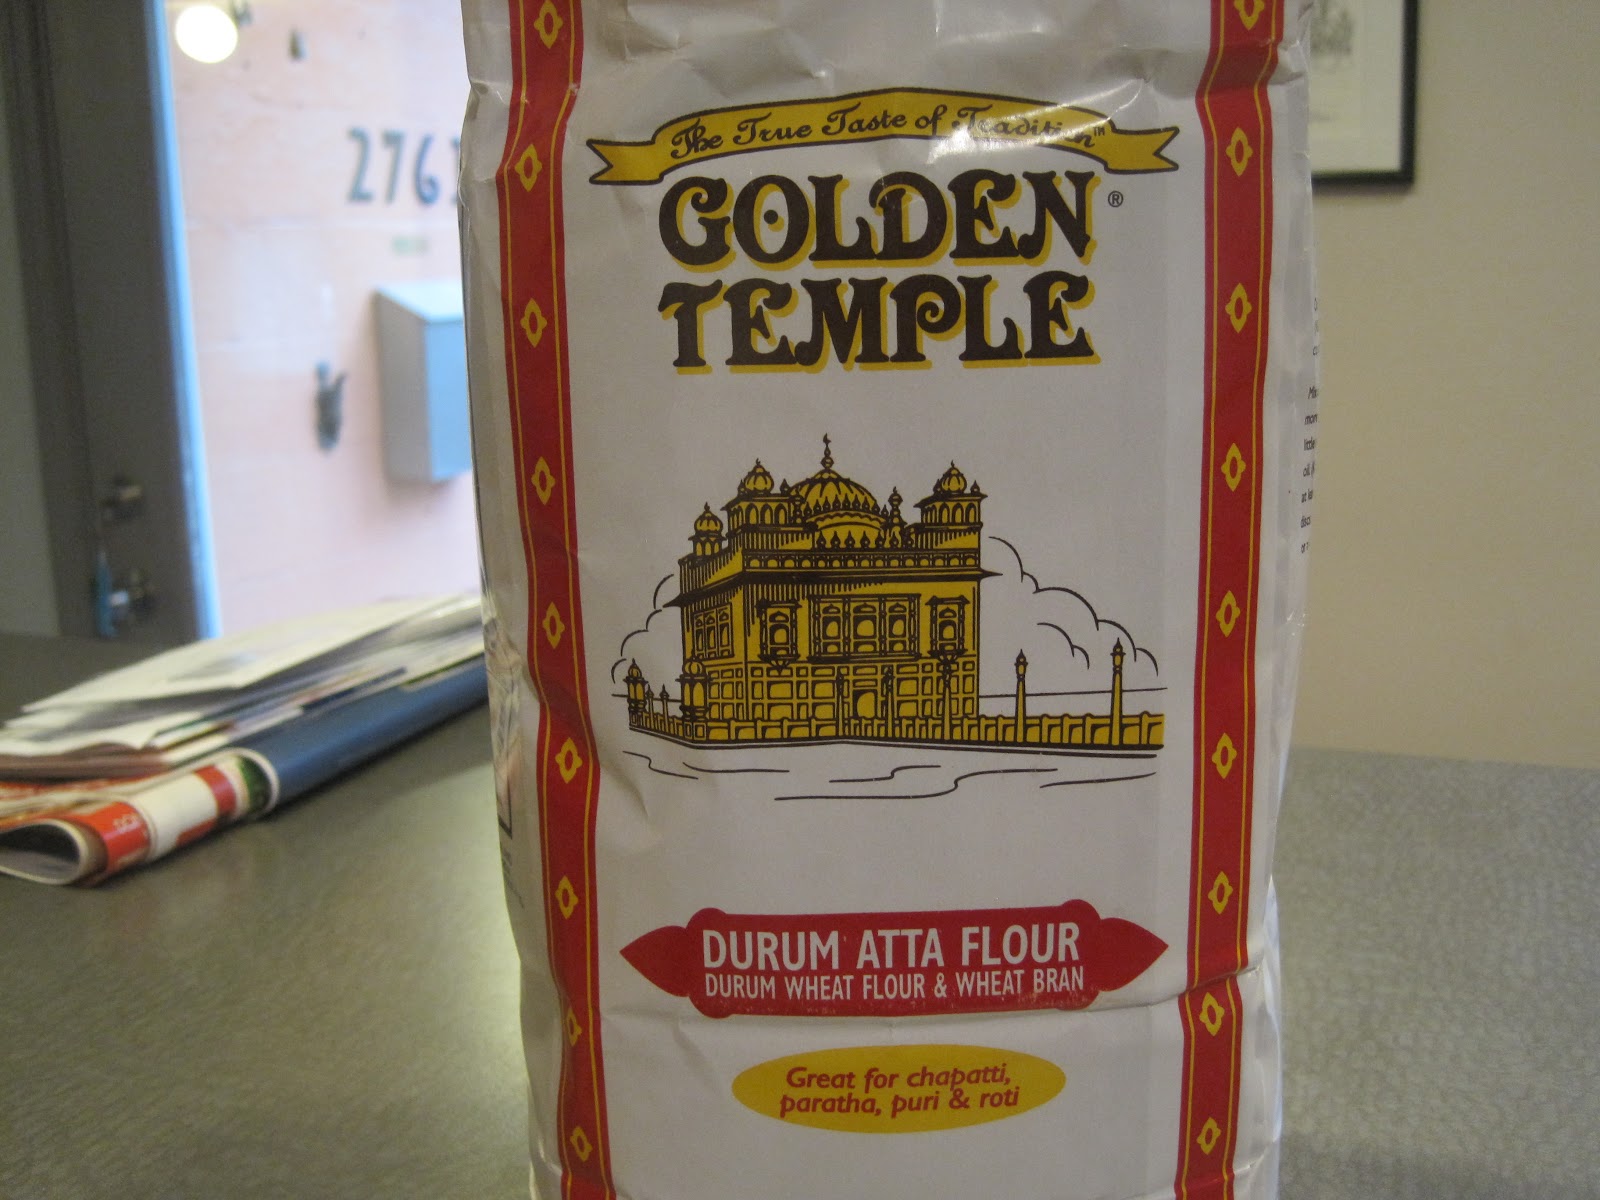 The True Taste of Tradition™
GOLDEN®
TEMPLE
DURUM ATTA FLOUR
DURUM WHEAT FLOUR & WHEAT BRAN
Great for chapatti,
paratha, puri & roti
276